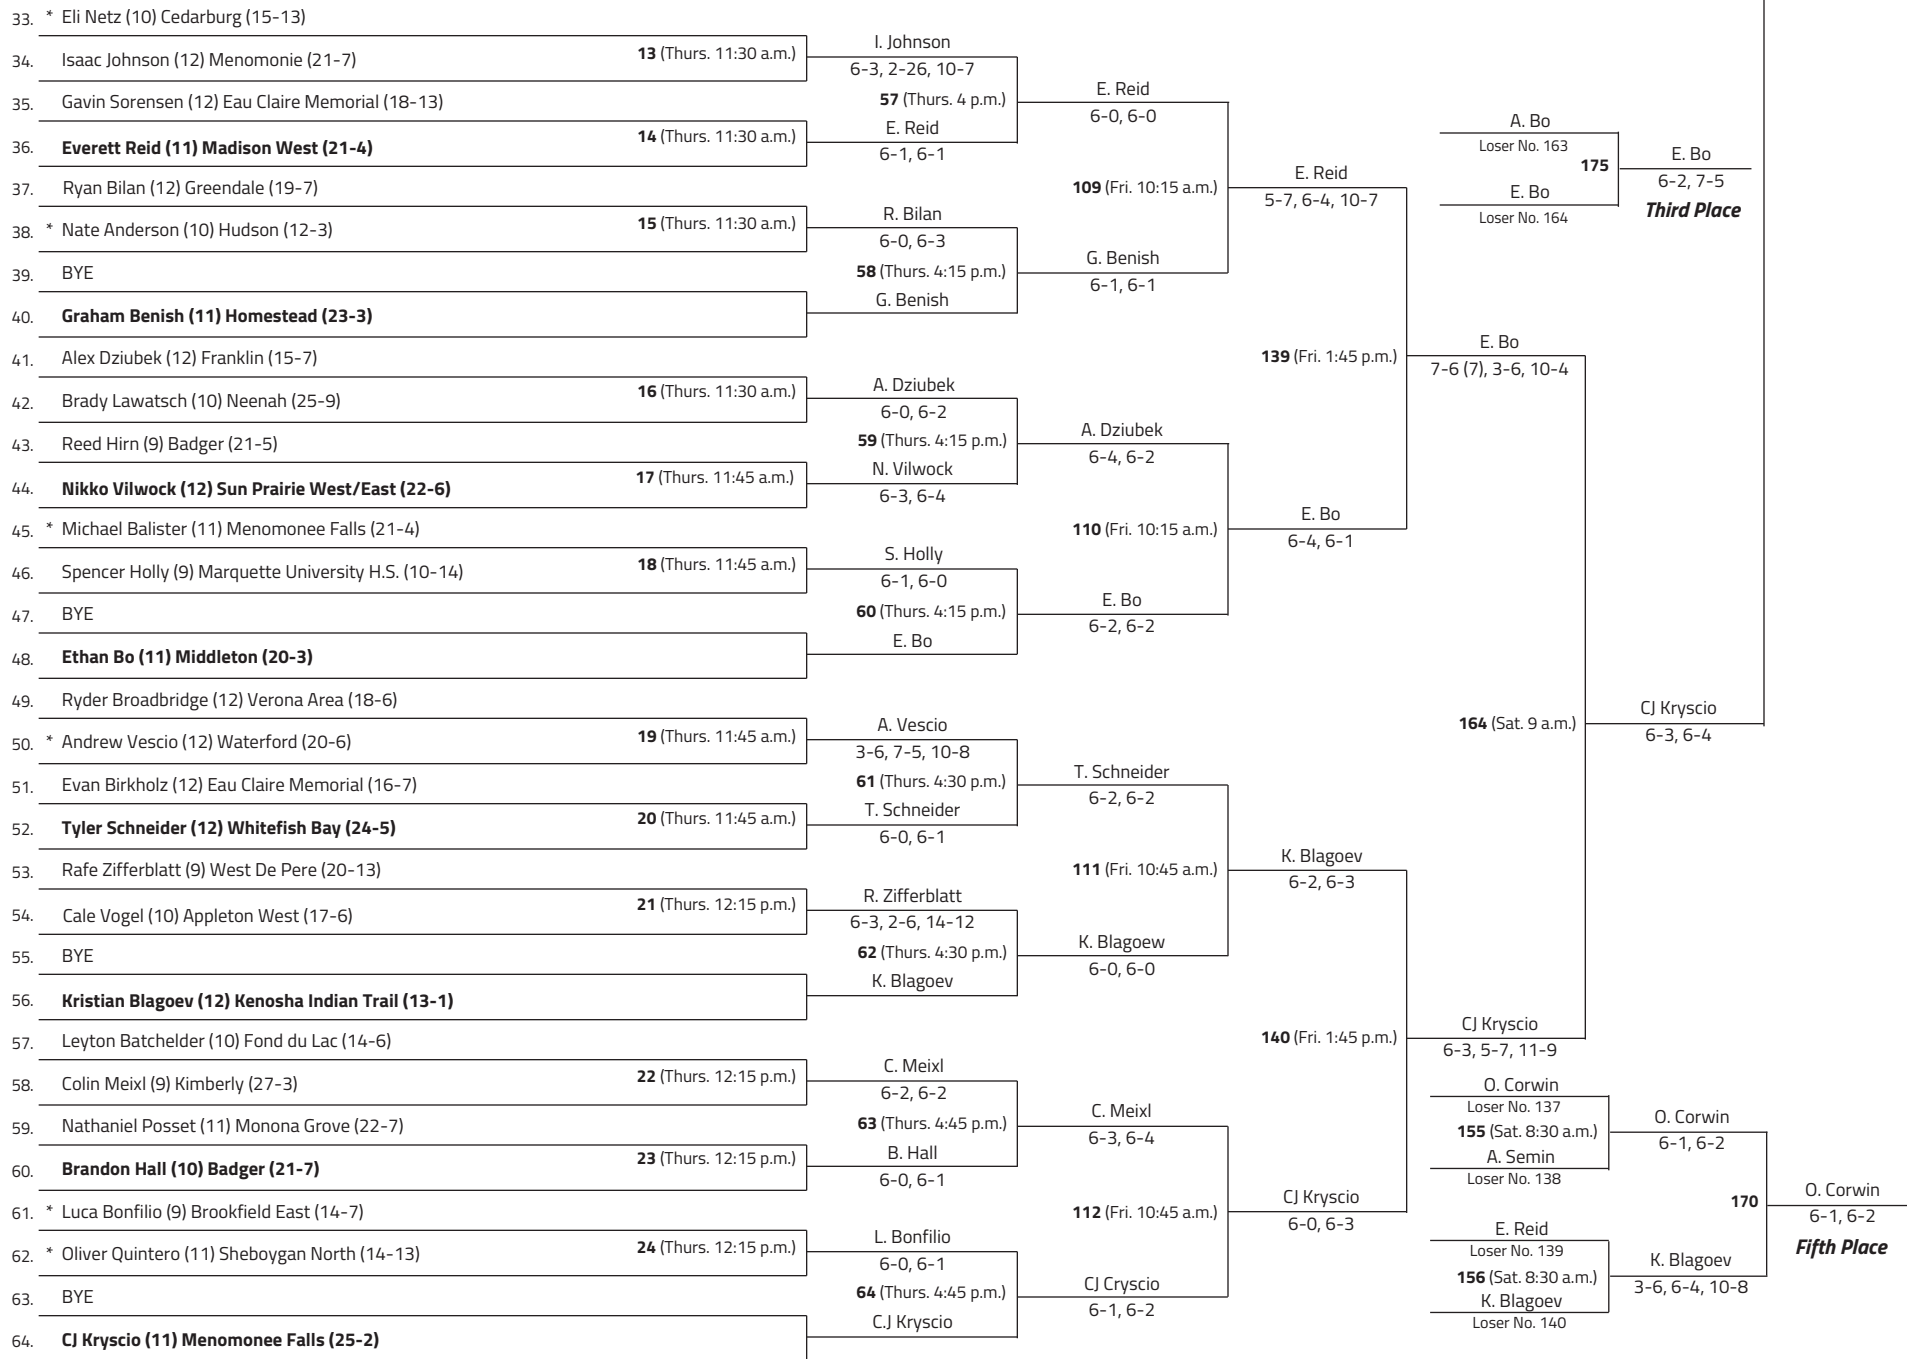 33. * Eli Netz (10) Cedarburg (15-13)
34. Isaac Johnson (12) Menomonie (21-7)
35. Gavin Sorensen (12) Eau Claire Memorial (18-13)
36. Everett Reid (11) Madison West (21-4)
37. Ryan Bilan (12) Greendale (19-7)
38. * Nate Anderson (10) Hudson (12-3)
39. BYE
40. Graham Benish (11) Homestead (23-3)
41. Alex Dziubek (12) Franklin (15-7)
42. Brady Lawatsch (10) Neenah (25-9)
43. Reed Hirn (9) Badger (21-5)
44. Nikko Vilwock (12) Sun Prairie West/East (22-6)
45. * Michael Balister (11) Menomonee Falls (21-4)
46. Spencer Holly (9) Marquette University H.S. (10-14)
47. BYE
48. Ethan Bo (11) Middleton (20-3)
49. Ryder Broadbridge (12) Verona Area (18-6)
50. * Andrew Vescio (12) Waterford (20-6)
51. Evan Birkholz (12) Eau Claire Memorial (16-7)
52. Tyler Schneider (12) Whitefish Bay (24-5)
53. Rafe Zifferblatt (9) West De Pere (20-13)
54. Cale Vogel (10) Appleton West (17-6)
55. BYE
56. Kristian Blagoev (12) Kenosha Indian Trail (13-1)
57. Leyton Batchelder (10) Fond du Lac (14-6)
58. Colin Meixl (9) Kimberly (27-3)
59. Nathaniel Posset (11) Monona Grove (22-7)
60. Brandon Hall (10) Badger (21-7)
61. * Luca Bonfilio (9) Brookfield East (14-7)
62. * Oliver Quintero (11) Sheboygan North (14-13)
63. BYE
64. CJ Kryscio (11) Menomonee Falls (25-2)
13 (Thurs. 11:30 a.m.)
14 (Thurs. 11:30 a.m.)
15 (Thurs. 11:30 a.m.)
16 (Thurs. 11:30 a.m.)
17 (Thurs. 11:45 a.m.)
18 (Thurs. 11:45 a.m.)
19 (Thurs. 11:45 a.m.)
20 (Thurs. 11:45 a.m.)
21 (Thurs. 12:15 p.m.)
22 (Thurs. 12:15 p.m.)
23 (Thurs. 12:15 p.m.)
24 (Thurs. 12:15 p.m.)
I. Johnson
6-3, 2-26, 10-7
57 (Thurs. 4 p.m.)
E. Reid
6-1, 6-1
R. Bilan
6-0, 6-3
58 (Thurs. 4:15 p.m.)
G. Benish
A. Dziubek
6-0, 6-2
59 (Thurs. 4:15 p.m.)
N. Vilwock
6-3, 6-4
S. Holly
6-1, 6-0
60 (Thurs. 4:15 p.m.)
E. Bo
A. Vescio
3-6, 7-5, 10-8
61 (Thurs. 4:30 p.m.)
T. Schneider
6-0, 6-1
R. Zifferblatt
6-3, 2-6, 14-12
62 (Thurs. 4:30 p.m.)
K. Blagoev
C. Meixl
6-2, 6-2
63 (Thurs. 4:45 p.m.)
B. Hall
6-0, 6-1
L. Bonfilio
6-0, 6-1
64 (Thurs. 4:45 p.m.)
C.J Kryscio
E. Reid
6-0, 6-0
109 (Fri. 10:15 a.m.)
G. Benish
6-1, 6-1
A. Dziubek
6-4, 6-2
110 (Fri. 10:15 a.m.)
E. Bo
6-2, 6-2
T. Schneider
6-2, 6-2
111 (Fri. 10:45 a.m.)
K. Blagoew
6-0, 6-0
C. Meixl
6-3, 6-4
112 (Fri. 10:45 a.m.)
CJ Cryscio
6-1, 6-2
E. Reid
5-7, 6-4, 10-7
139 (Fri. 1:45 p.m.)
E. Bo
6-4, 6-1
K. Blagoev
6-2, 6-3
140 (Fri. 1:45 p.m.)
CJ Kryscio
6-0, 6-3
E. Bo
7-6 (7), 3-6, 10-4
164 (Sat. 9 a.m.)
CJ Kryscio
6-3, 5-7, 11-9
CJ Kryscio
6-3, 6-4
A. Bo
Loser No. 163
175
E. Bo
Loser No. 164
E. Bo
6-2, 7-5
Third Place
O. Corwin
Loser No. 137
155 (Sat. 8:30 a.m.)
A. Semin
Loser No. 138
O. Corwin
6-1, 6-2
170
E. Reid
Loser No. 139
156 (Sat. 8:30 a.m.)
K. Blagoev
Loser No. 140
K. Blagoev
3-6, 6-4, 10-8
O. Corwin
6-1, 6-2
Fifth Place